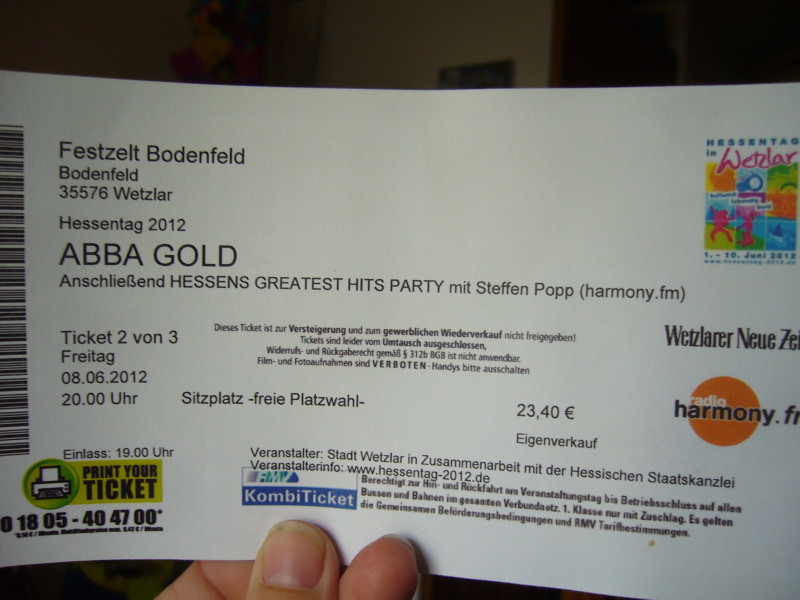 Festzelt Bodenfeld
Bodenfeld
35576 Wetzlar
Hessentag 2012
ABBA GOLD
Anschließend HESSENS GREATEST HITS PARTY mit Steffen Popp (harmony.fm)
HESSENTAG
in Wetzlar
1. - 10. Juni 2012
www.hessentag-2012.de
Ticket 2 von 3
Freitag
08.06.2012
20.00 Uhr
Dieses Ticket ist zur Versteigerung und zum gewerblichen Wiederverkauf nicht freigegeben!
Tickets sind leider vom Umtausch ausgeschlossen,
Widerrufs- und Rückgaberecht gemäß § 312b BGB ist nicht anwendbar.
Film- und Fotoaufnahmen sind VERBOTEN - Handys bitte ausschalten
Wetzlarer Neue Zei
Sitzplatz -freie Platzwahl-
23,40 €
Eigenverkauf
radio
harmony.f
Einlass: 19.00 Uhr
Veranstalter: Stadt Wetzlar in Zusammenarbeit mit der Hessischen Staatskanzlei
Veranstalterinfo: www.hessentag-2012.de
PRINT YOUR
TICKET
0 18 05 - 40 47 00*
RMV
KombiTicket
Berechtigt zur Hin- und Rückfahrt am Veranstaltungstag bis Betriebsschluss auf allen
Bussen und Bahnen im gesamten Verbundnetz. 1. Klasse nur mit Zuschlag. Es gelten
die Gemeinsamen Beförderungsbedingungen und RMV Tarifbestimmungen.